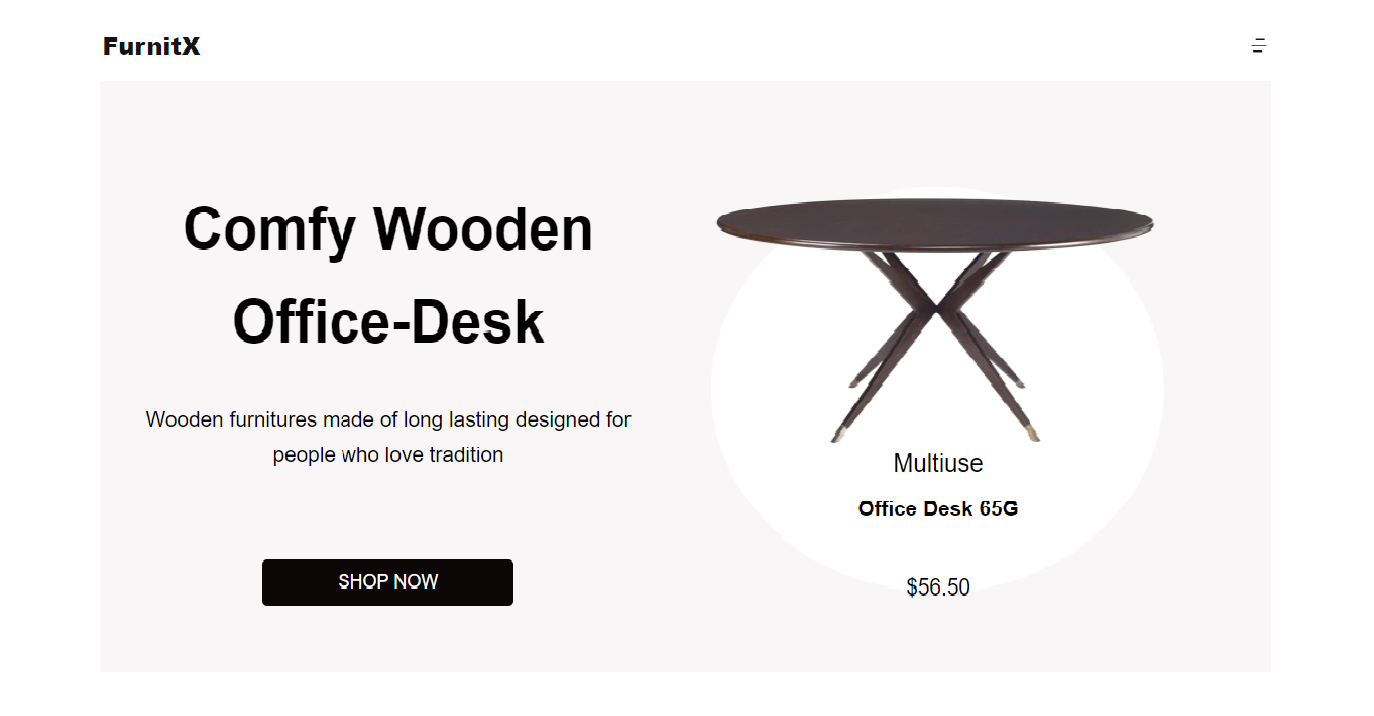 FurnitX
Comfy Wooden
Office-Desk
Wooden furnitures made of long lasting designed for
people who love tradition
SHOP NOW
Multiuse
Office Desk 65G
$56.50